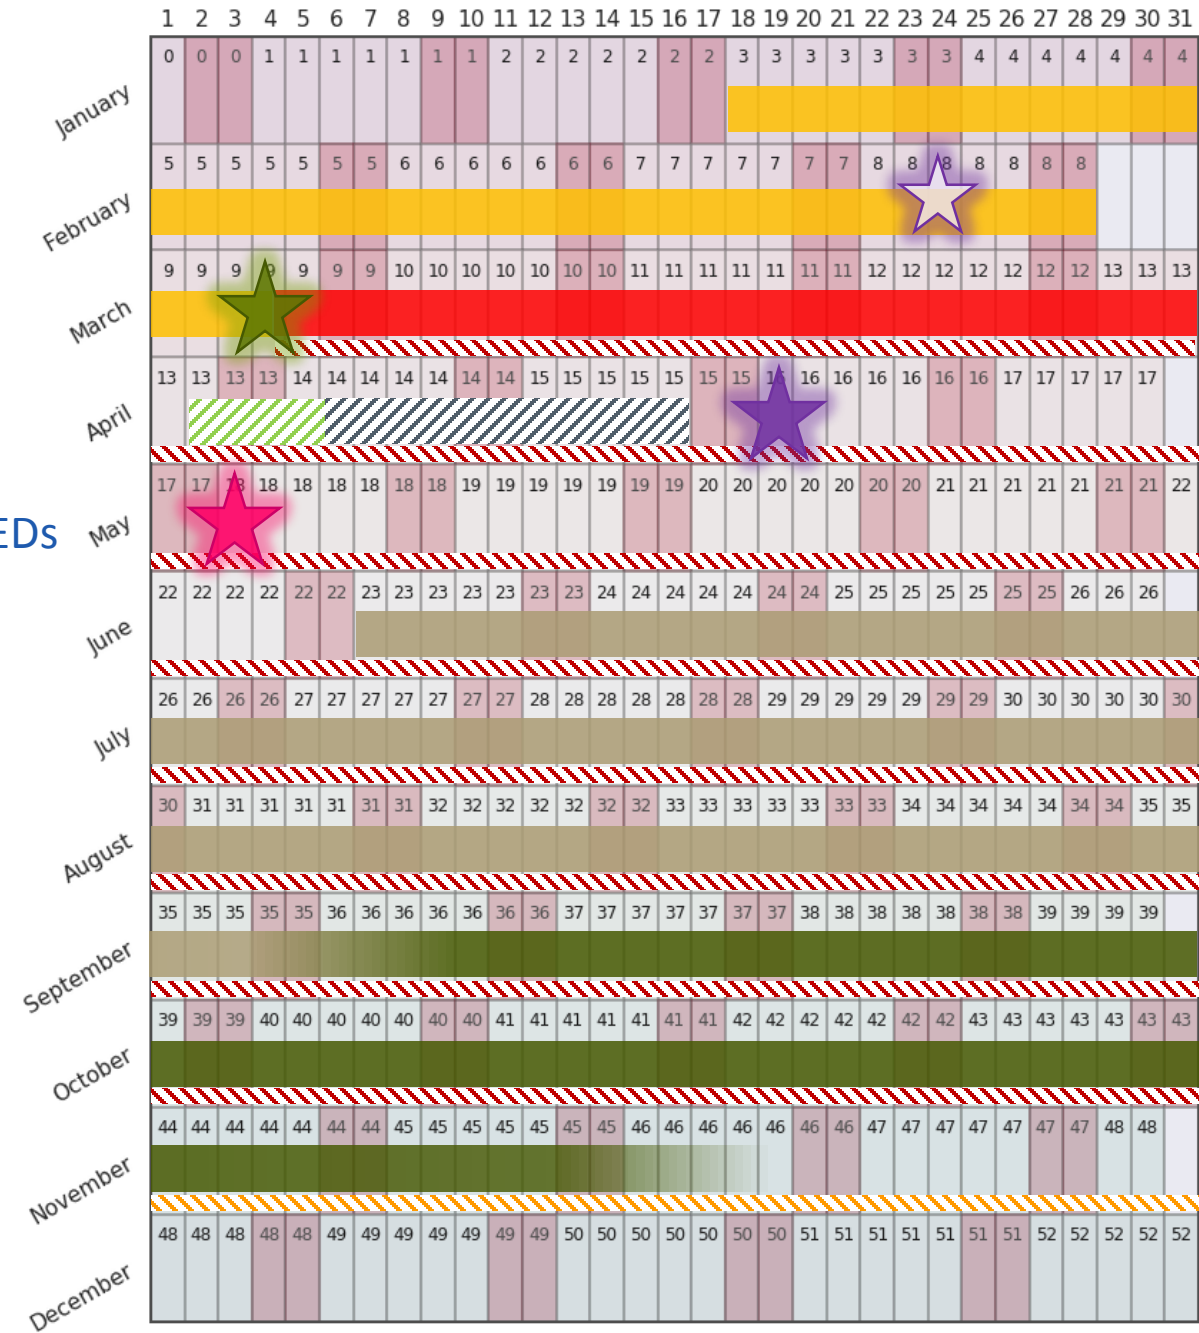 1 2 3 4 5 6 7 8 9 10 11 12 13 14 15 16 17 18 19 20 21 22 23 24 25 26 27 28 29 30 31
January 0 0 0 1 1 1 1 1 1 1 2 2 2 2 2 2 2 3 3 3 3 3 3 3 4 4 4 4 4 4 4
February 5 5 5 5 5 5 5 6 6 6 6 6 6 6 7 7 7 7 7 7 7 8 8 8 8 8 8 8
March 9 9 9 9 9 9 9 10 10 10 10 10 10 10 11 11 11 11 11 11 11 12 12 12 12 12 12 12 13 13 13
April 13 13 13 13 14 14 14 14 14 14 14 15 15 15 15 15 15 15 16 16 16 16 16 16 16 17 17 17 17 17
EDs
May 17 17 18 18 18 18 18 18 18 19 19 19 19 19 19 19 20 20 20 20 20 20 20 21 21 21 21 21 21 21 22
June 22 22 22 22 22 22 23 23 23 23 23 23 23 24 24 24 24 24 24 24 25 25 25 25 25 25 25 26 26 26
July 26 26 26 26 27 27 27 27 27 27 27 28 28 28 28 28 28 28 29 29 29 29 29 29 29 30 30 30 30 30 30
August 30 31 31 31 31 31 31 31 32 32 32 32 32 32 32 33 33 33 33 33 33 33 34 34 34 34 34 34 34 35 35
September 35 35 35 35 35 36 36 36 36 36 36 36 37 37 37 37 37 37 37 38 38 38 38 38 38 38 39 39 39 39
October 39 39 39 40 40 40 40 40 40 40 41 41 41 41 41 41 41 42 42 42 42 42 42 42 43 43 43 43 43 43 43
November 44 44 44 44 44 44 44 45 45 45 45 45 45 45 46 46 46 46 46 46 46 47 47 47 47 47 47 47 48 48
December 48 48 48 48 48 49 49 49 49 49 49 49 50 50 50 50 50 50 50 51 51 51 51 51 51 51 52 52 52 52 52